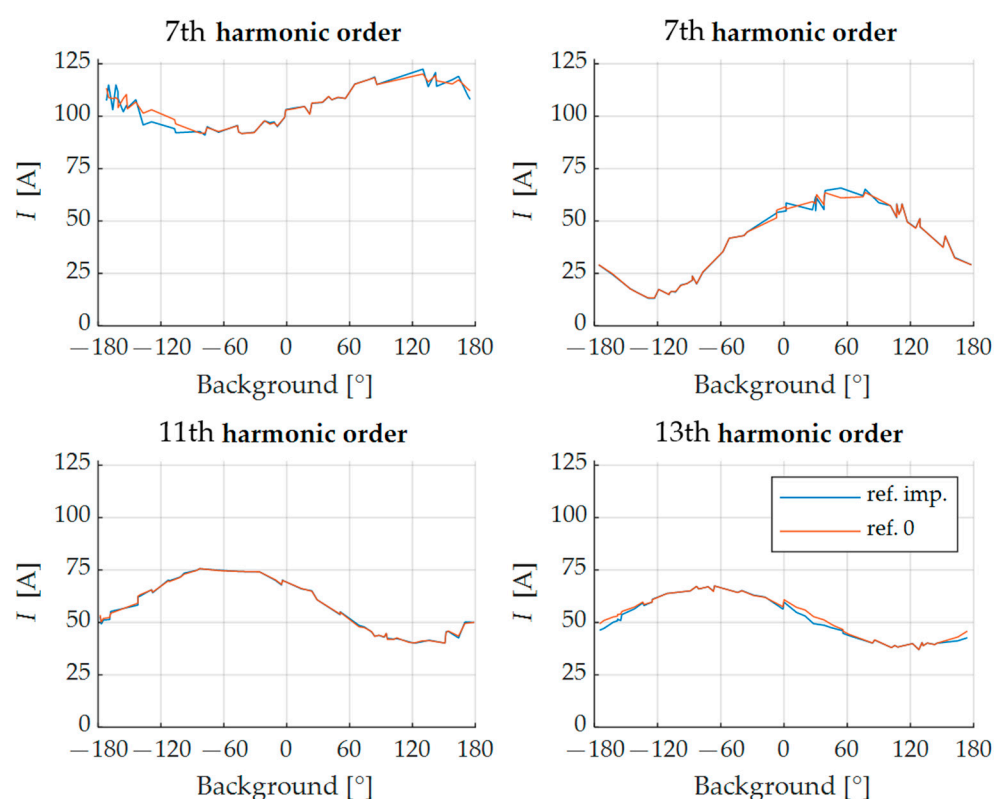 7th harmonic order
7th harmonic order
125
100
75
50
25
0
I [A]
−180 −120 −60 0 60 120 180
Background [°]
125
100
75
50
25
0
I [A]
−180 −120 −60 0 60 120 180
Background [°]
11th harmonic order
13th harmonic order
125
100
75
50
25
0
I [A]
−180 −120 −60 0 60 120 180
Background [°]
125
100
75
50
25
0
I [A]
ref. imp.
ref. 0
−180 −120 −60 0 60 120 180
Background [°]